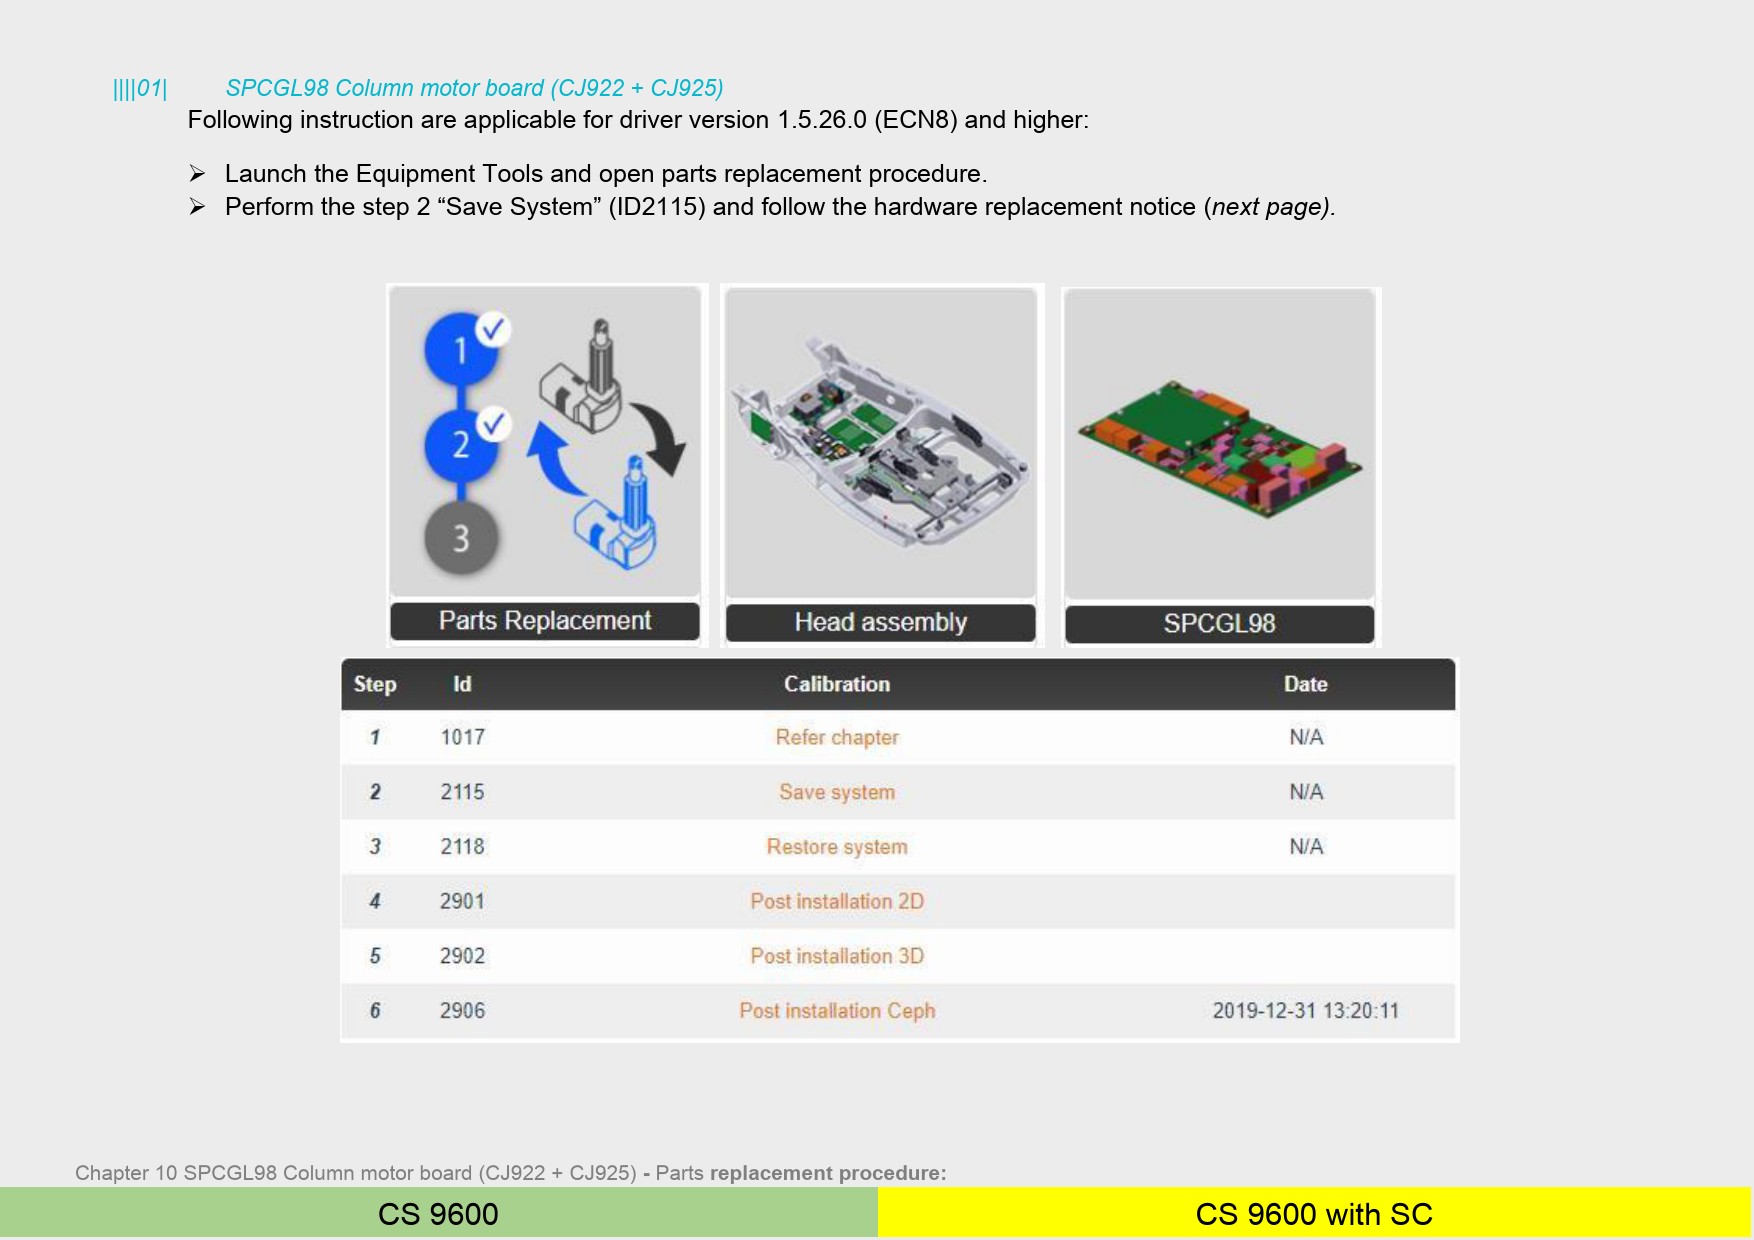 ||||01| SPCGL98 Column motor board (CJ922 + CJ925)
Following instruction are applicable for driver version 1.5.26.0 (ECN8) and higher:
➢ Launch the Equipment Tools and open parts replacement procedure.
➢ Perform the step 2 “Save System” (ID2115) and follow the hardware replacement notice (next page).
1
2
3
Parts Replacement
Head assembly
SPCGL98
Step Id Calibration Date
1 1017 Refer chapter N/A
2 2115 Save system N/A
3 2118 Restore system N/A
4 2901 Post installation 2D
5 2902 Post installation 3D
6 2906 Post installation Ceph 2019-12-31 13:20:11
Chapter 10 SPCGL98 Column motor board (CJ922 + CJ925) - Parts replacement procedure:
CS 9600 CS 9600 with SC